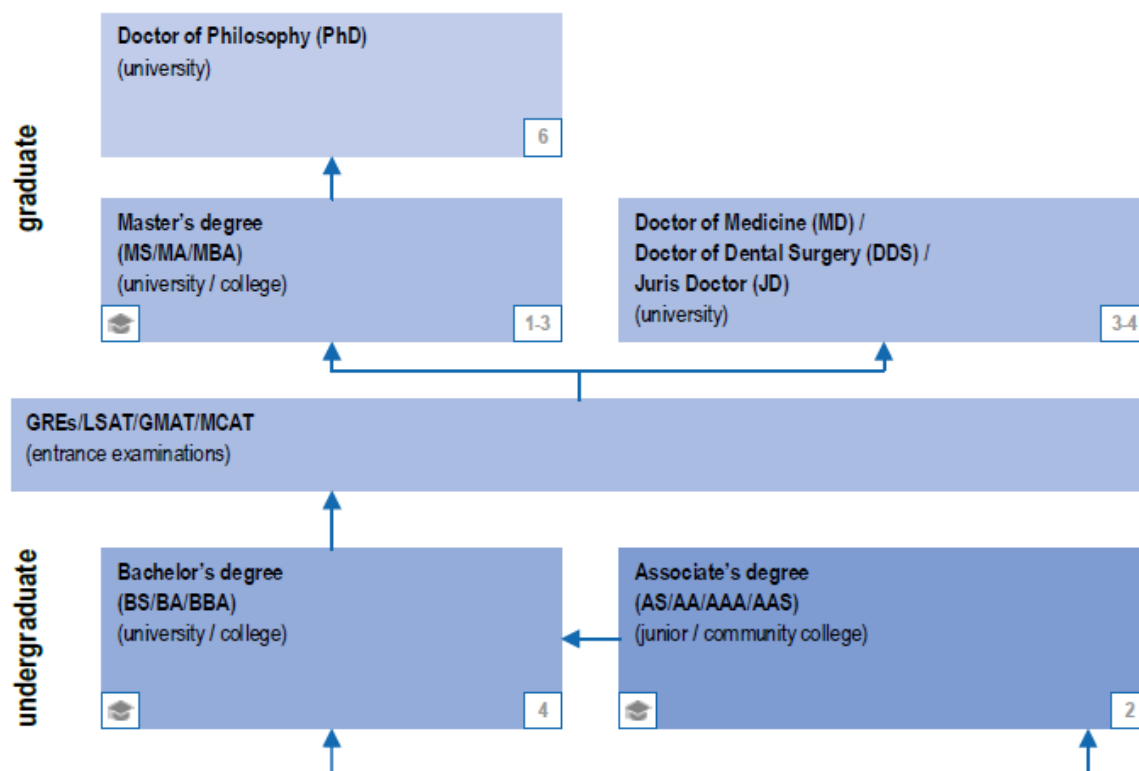 graduate
Doctor of Philosophy (PhD)
(university)
6
Master's degree
(MS/MA/MBA)
(university / college)
1-3
Doctor of Medicine (MD) /
Doctor of Dental Surgery (DDS) /
Juris Doctor (JD)
(university)
3-4
GREs/LSAT/GMAT/MCAT
(entrance examinations)
undergraduate
Bachelor's degree
(BS/BA/BBA)
(university / college)
4
Associate's degree
(AS/AA/AAA/AAS)
(junior / community college)
2